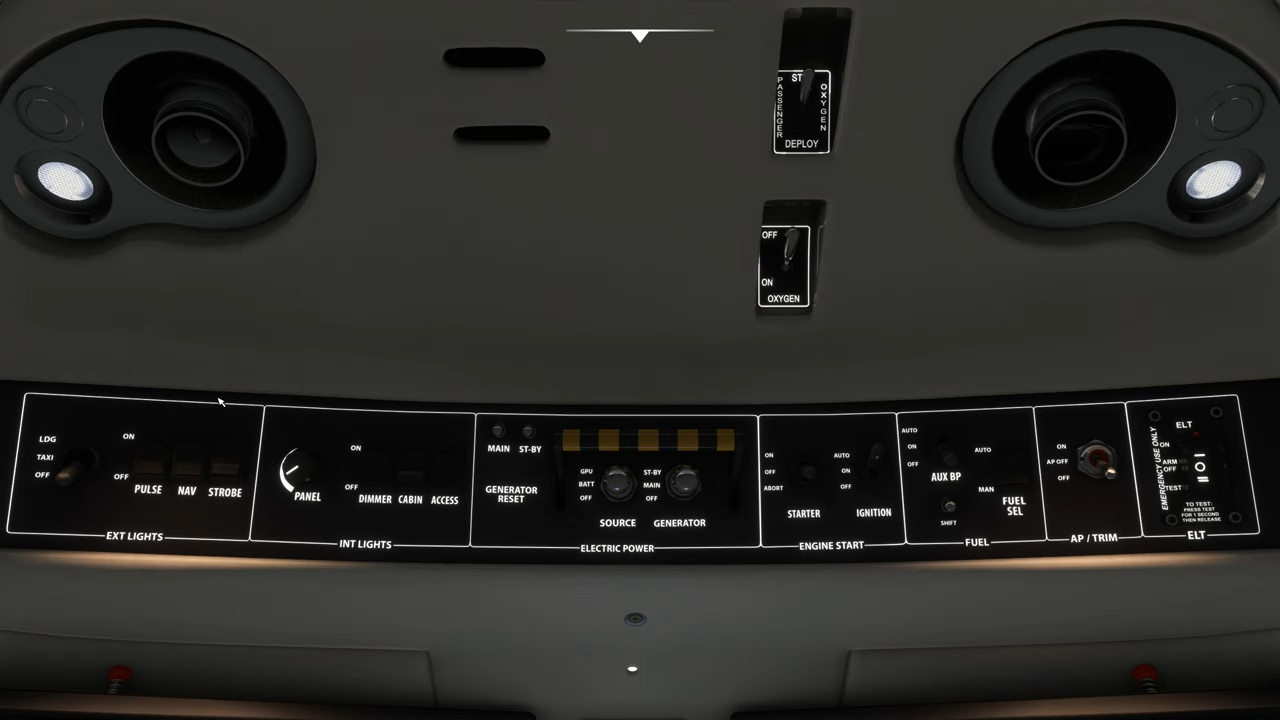 ST
PASSENGER
OXYGEN
DEPLOY
OFF
ON
OXYGEN
LDG
TAXI
OFF
ON
OFF
PULSE
NAV
STROBE
EXT LIGHTS
PANEL
ON
OFF
DIMMER
CABIN
ACCESS
INT LIGHTS
MAIN
ST-BY
GENERATOR
RESET
GPU
BATT
OFF
SOURCE
ST-BY
MAIN
OFF
GENERATOR
ELECTRIC POWER
ON
OFF
ABORT
STARTER
AUTO
ON
OFF
IGNITION
ENGINE START
AUTO
ON
OFF
AUX BP
SHIFT
AUTO
MAN
FUEL
SEL
FUEL
ON
AP OFF
OFF
AP / TRIM
EMERGENCY USE ONLY
ELT
ON
ARM
OFF
TEST
TO TEST:
PRESS TEST
FOR 1 SECOND
THEN RELEASE
ELT